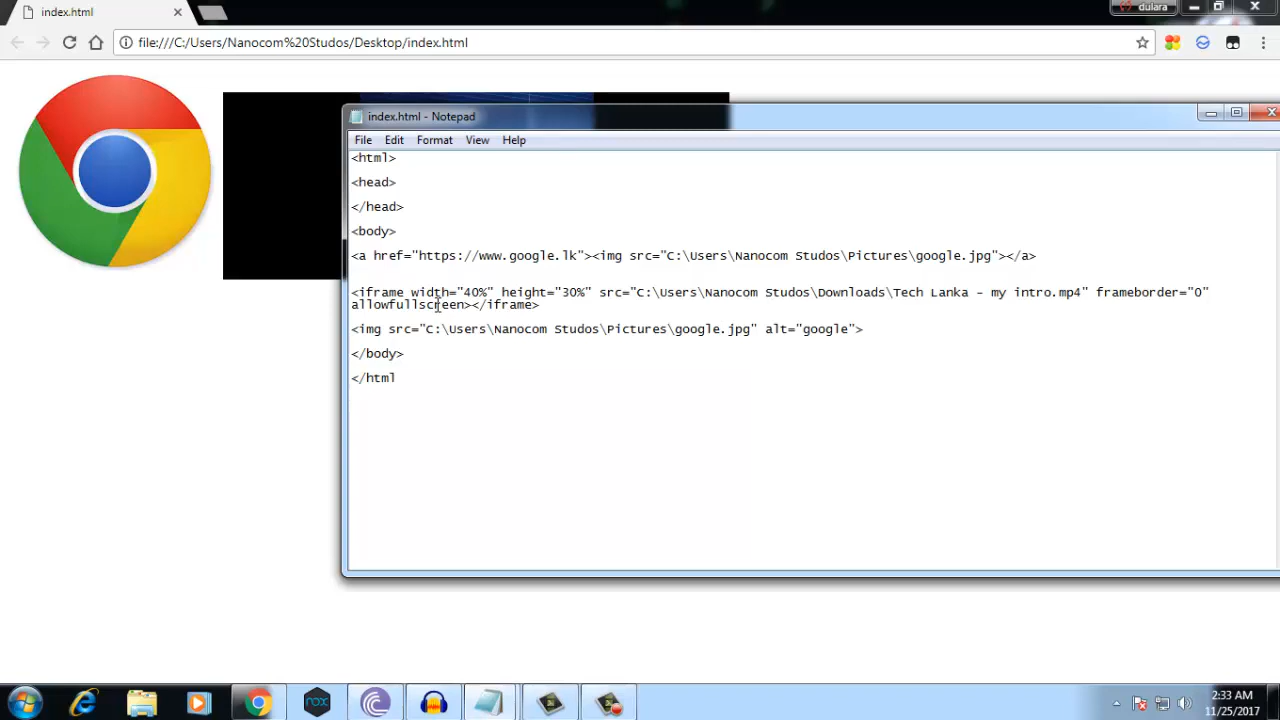 index.html
dulara
file:///C:/Users/Nanocom%20Studos/Desktop/index.html
index.html - Notepad
File Edit Format View Help
<html>
<head>
</head>
<body>
<a href="https://www.google.lk"><img src="C:\Users\Nanocom Studos\Pictures\google.jpg"></a>
<iframe width="40%" height="30%" src="C:\Users\Nanocom Studos\Downloads\Tech Lanka - my intro.mp4" frameborder="0"
allowfullscreen></iframe>
<img src="C:\Users\Nanocom Studos\Pictures\google.jpg" alt="google">
</body>
</html
nox
2:33 AM
11/25/2017